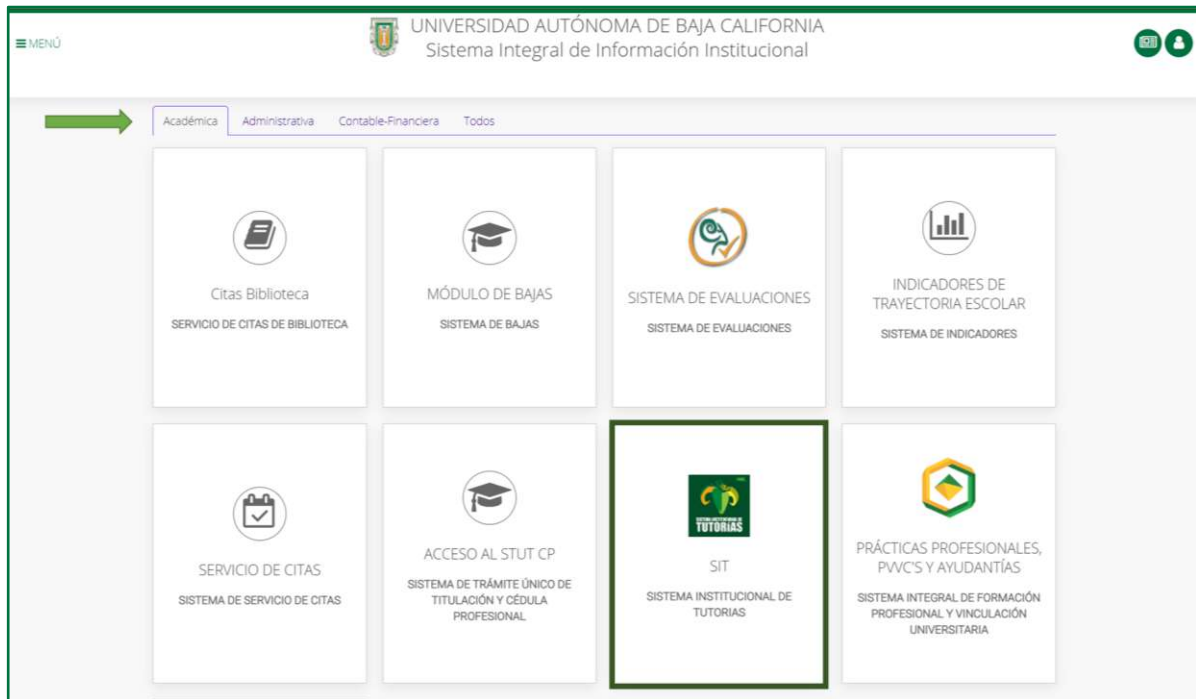 MENÚ
UNIVERSIDAD AUTÓNOMA DE BAJA CALIFORNIA
Sistema Integral de Información Institucional
Académica
Administrativa
Contable-Financiera
Todos
Citas Biblioteca
SERVICIO DE CITAS DE BIBLIOTECA
MÓDULO DE BAJAS
SISTEMA DE BAJAS
SISTEMA DE EVALUACIONES
SISTEMA DE EVALUACIONES
INDICADORES DE
TRAYECTORIA ESCOLAR
SISTEMA DE INDICADORES
SERVICIO DE CITAS
SISTEMA DE SERVICIO DE CITAS
ACCESO AL STUT CP
SISTEMA DE TRÁMITE ÚNICO DE
TITULACIÓN Y CÉDULA
PROFESIONAL
SISTEMA INSTITUCIONAL DE
TUTORIAS
SIT
SISTEMA INSTITUCIONAL DE
TUTORIAS
PRÁCTICAS PROFESIONALES,
PVVC'S Y AYUDANTÍAS
SISTEMA INTEGRAL DE FORMACIÓN
PROFESIONAL Y VINCULACIÓN
UNIVERSITARIA